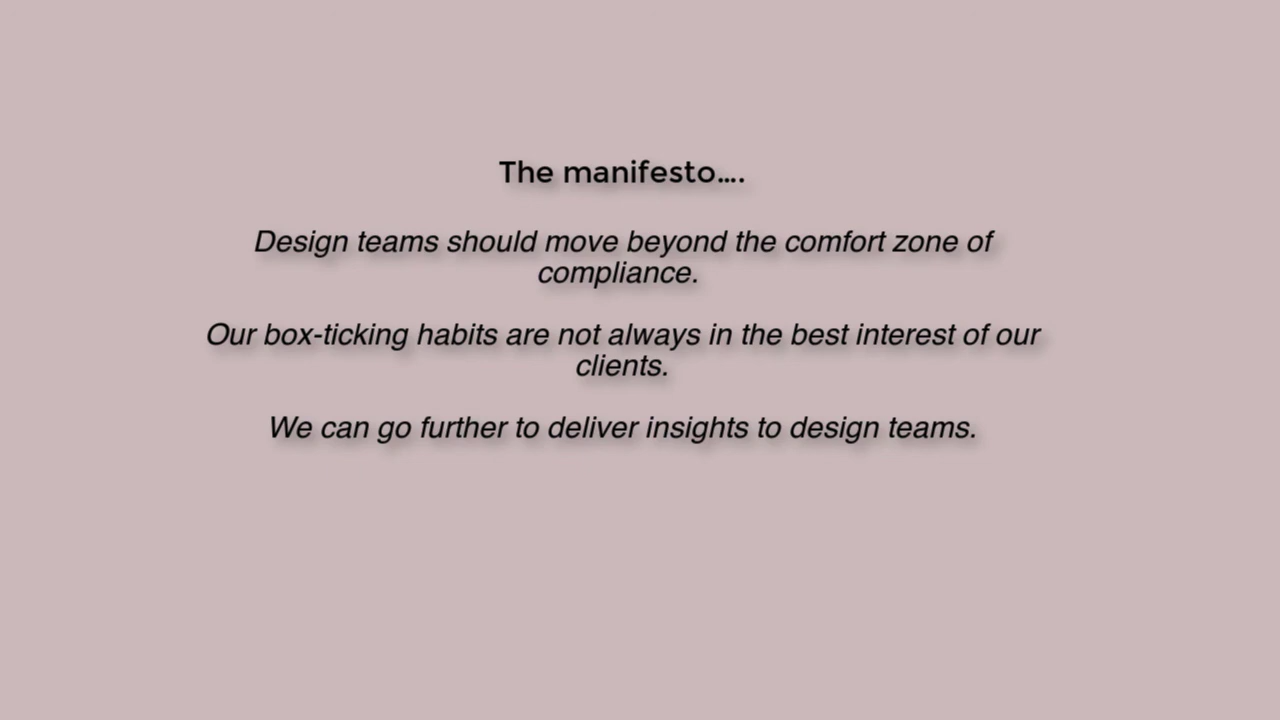 The manifesto....
Design teams should move beyond the comfort zone of
compliance.
Our box-ticking habits are not always in the best interest of our
clients.
We can go further to deliver insights to design teams.